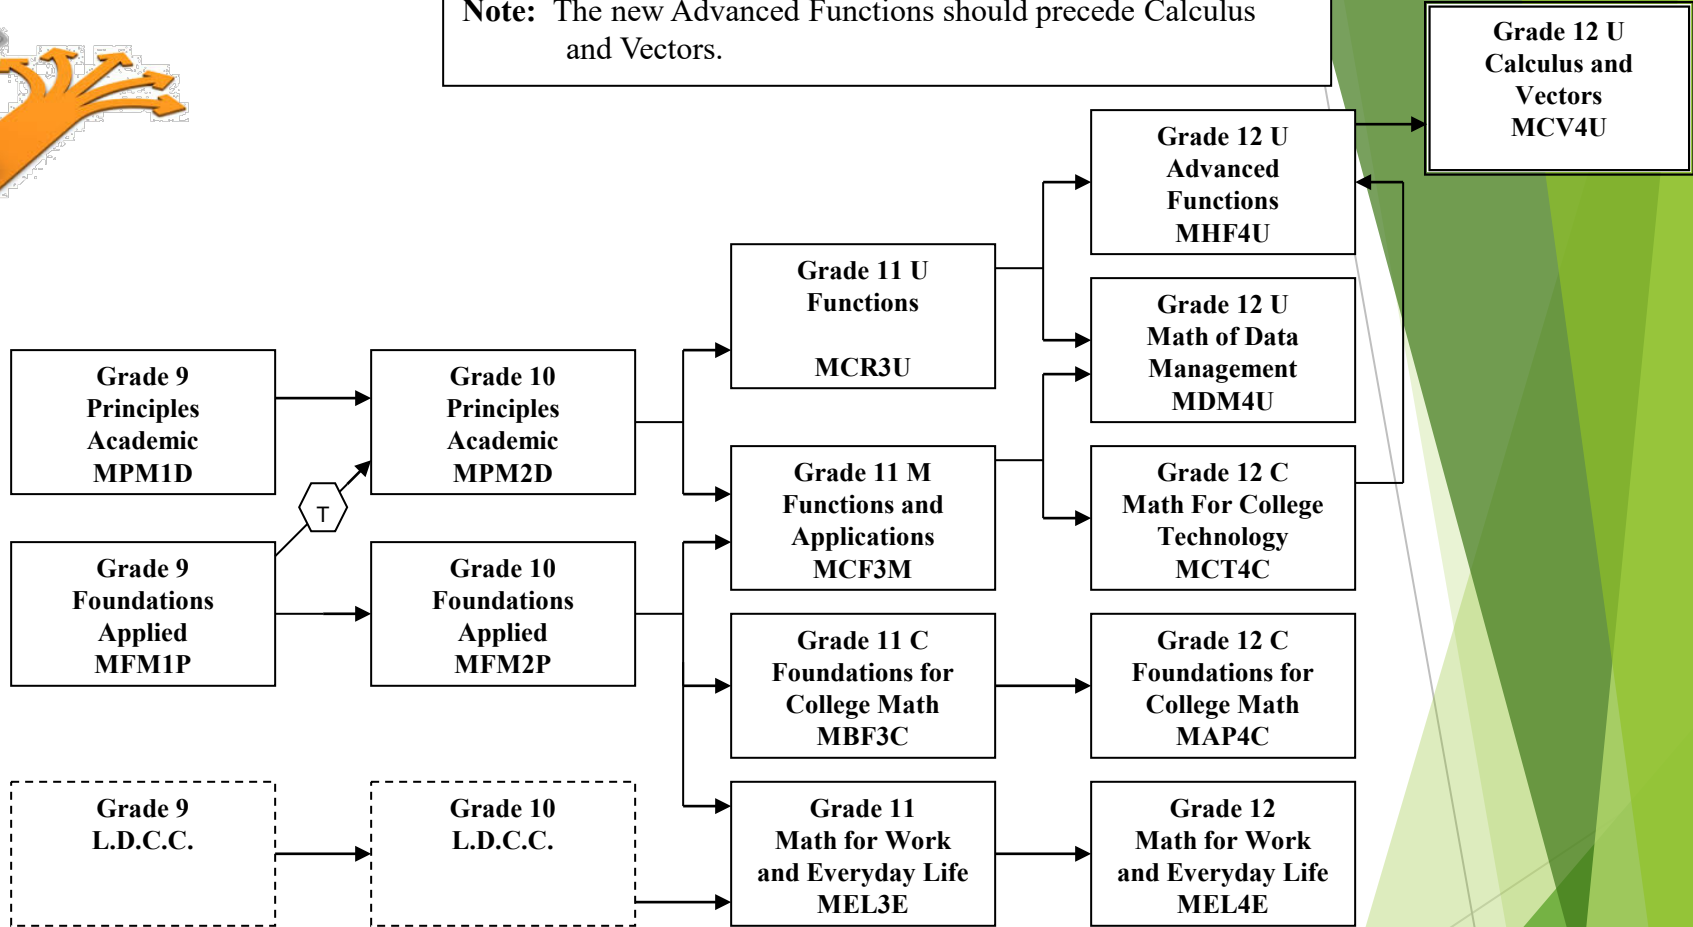 Note: The new Advanced Functions should precede Calculus
and Vectors.
Grade 12 U
Calculus and
Vectors
MCV4U
Grade 12 U
Advanced
Functions
MHF4U
Grade 11 U
Functions
MCR3U
Grade 12 U
Math of Data
Management
MDM4U
Grade 9
Principles
Academic
MPM1D
Grade 10
Principles
Academic
MPM2D
T
Grade 11 M
Functions and
Applications
MCF3M
Grade 12 C
Math For College
Technology
MCT4C
Grade 9
Foundations
Applied
MFM1P
Grade 10
Foundations
Applied
MFM2P
Grade 11 C
Foundations for
College Math
MBF3C
Grade 12 C
Foundations for
College Math
MAP4C
Grade 9
L.D.C.C.
Grade 10
L.D.C.C.
Grade 11
Math for Work
and Everyday Life
MEL3E
Grade 12
Math for Work
and Everyday Life
MEL4E